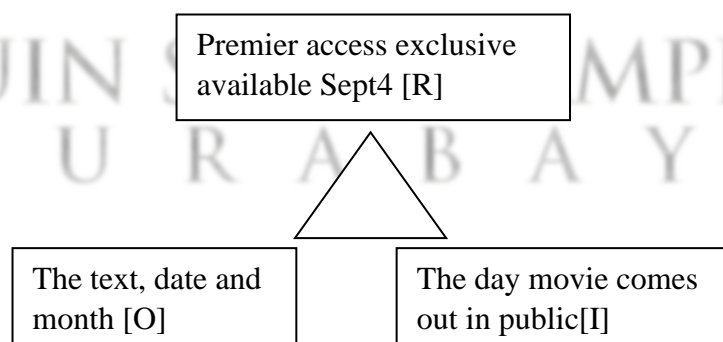 Premier access exclusive
available Sept4 [R]
The text, date and
month [O]
The day movie comes
out in public[I]